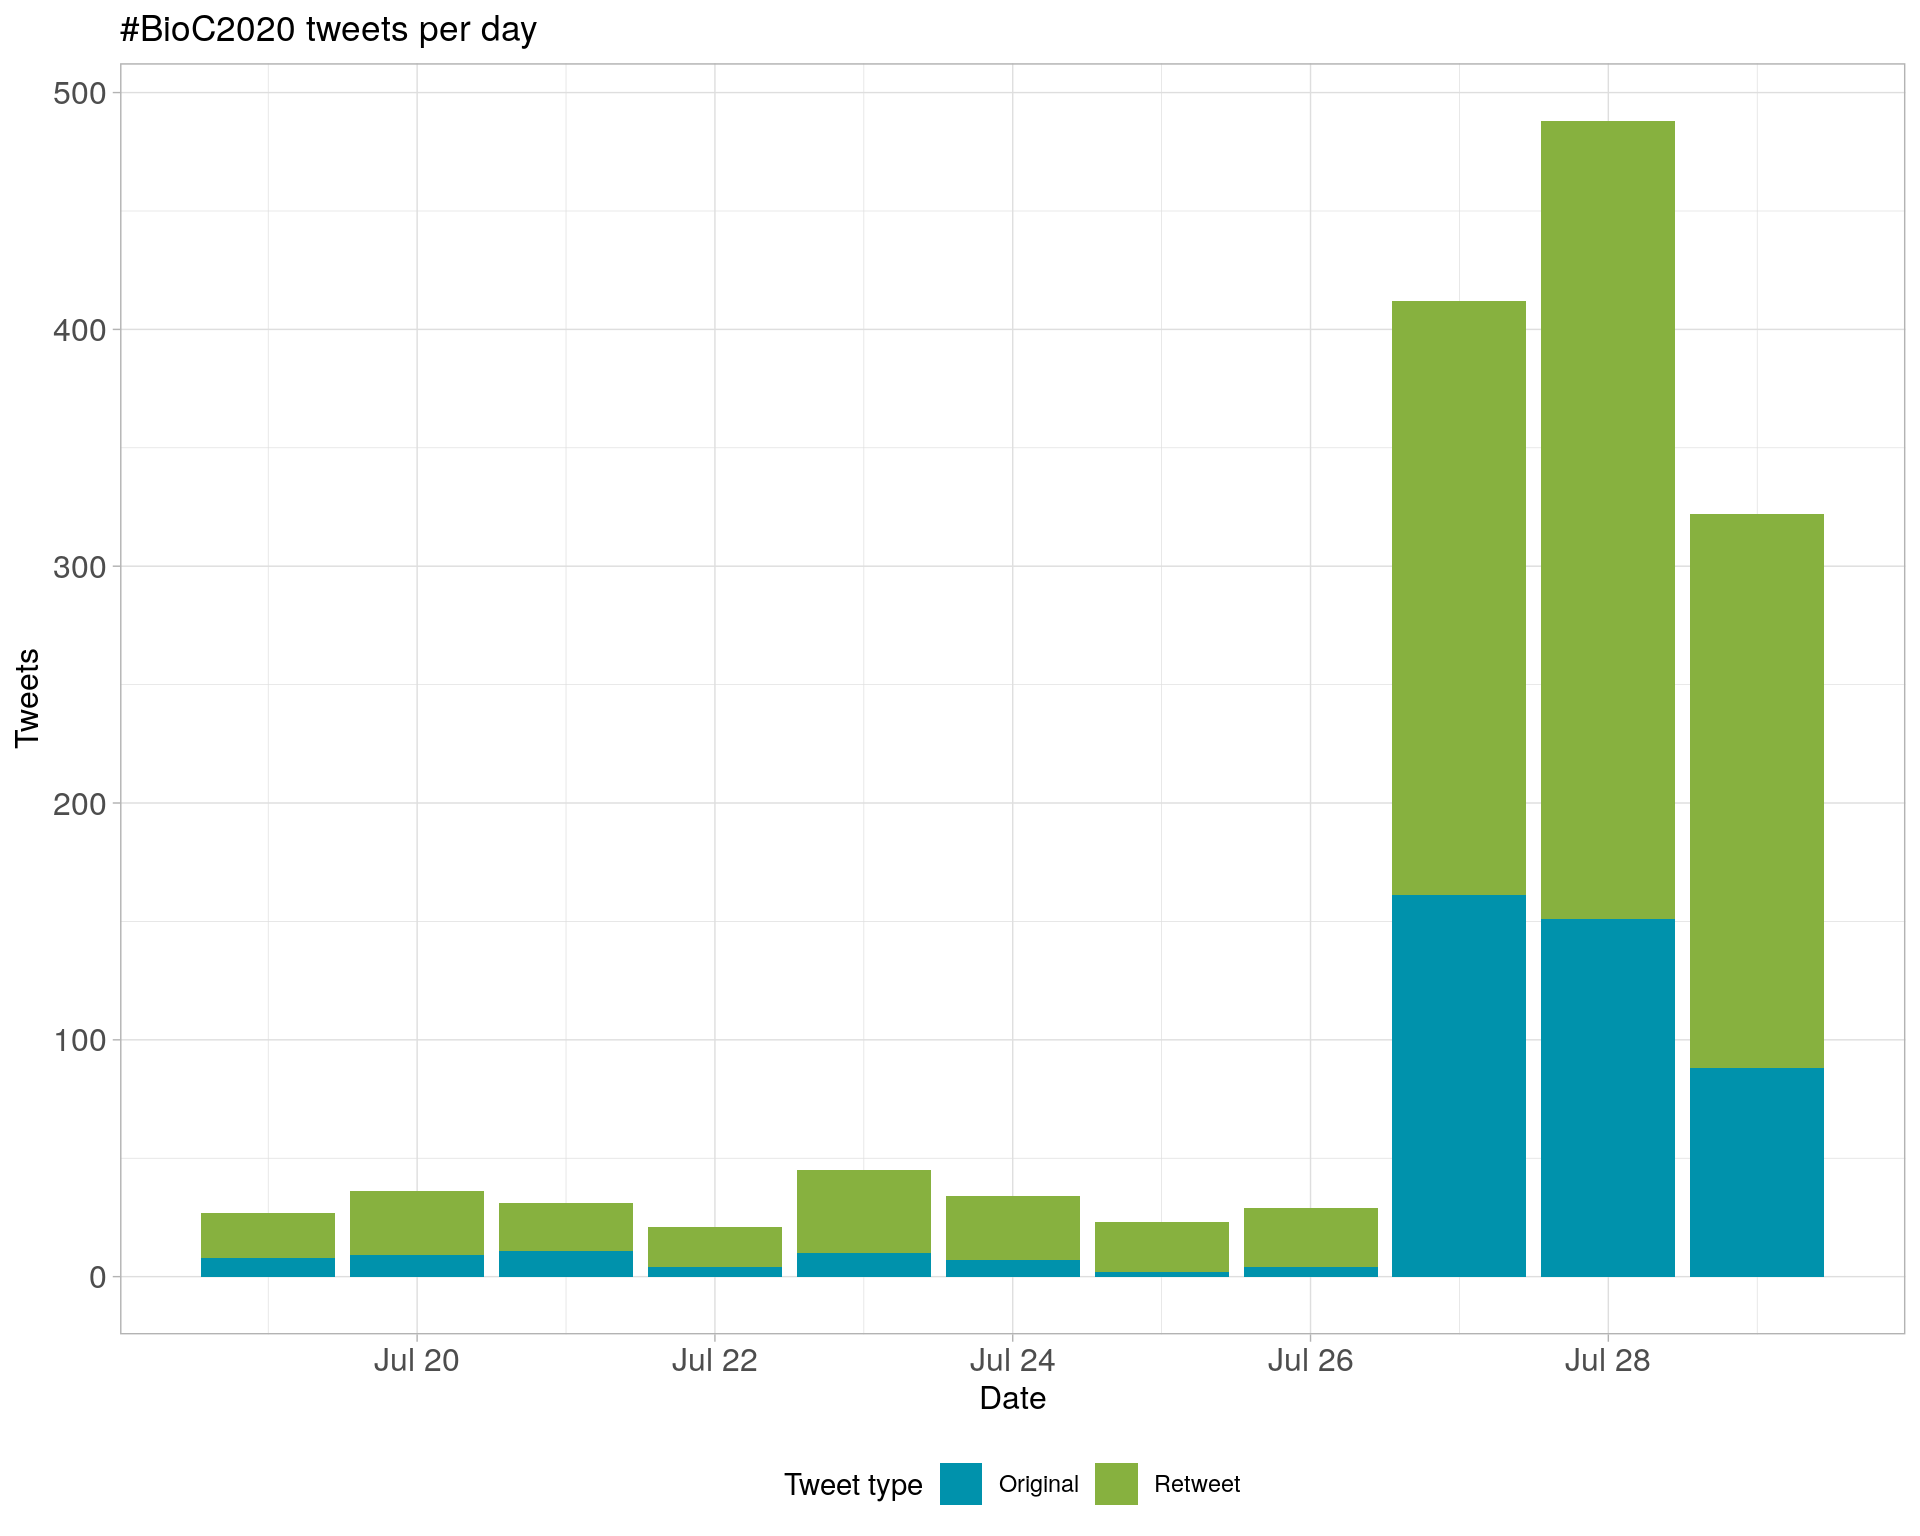 #BioC2020 tweets per day
500
400
300
200
100
0
Tweets
Jul 20 Jul 22 Jul 24 Jul 26 Jul 28
Date
Tweet type Original Retweet